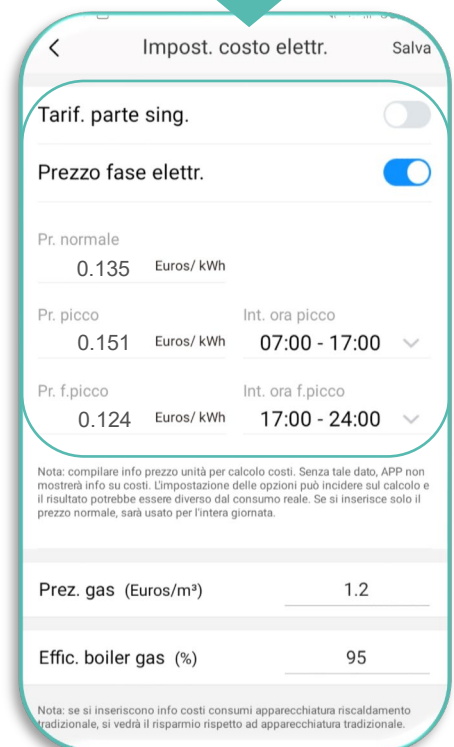 Impost. costo elettr. Salva
Tarif. parte sing.
Prezzo fase elettr.
Pr. normale
0.135 Euros/ kWh
Pr. picco Int. ora picco
0.151 Euros/ kWh 07:00 - 17:00
Pr. f.picco Int. ora f.picco
0.124 Euros/ kWh 17:00 - 24:00
Nota: compilare info prezzo unità per calcolo costi. Senza tale dato, APP non
mostrerà info su costi. L'impostazione delle opzioni può incidere sul calcolo e
il risultato potrebbe essere diverso dal consumo reale. Se si inserisce solo il
prezzo normale, sarà usato per l'intera giornata.
Prez. gas (Euros/m³) 1.2
Effic. boiler gas (%) 95
Nota: se si inseriscono info costi consumi apparecchiatura riscaldamento
tradizionale, si vedrà il risparmio rispetto ad apparecchiatura tradizionale.